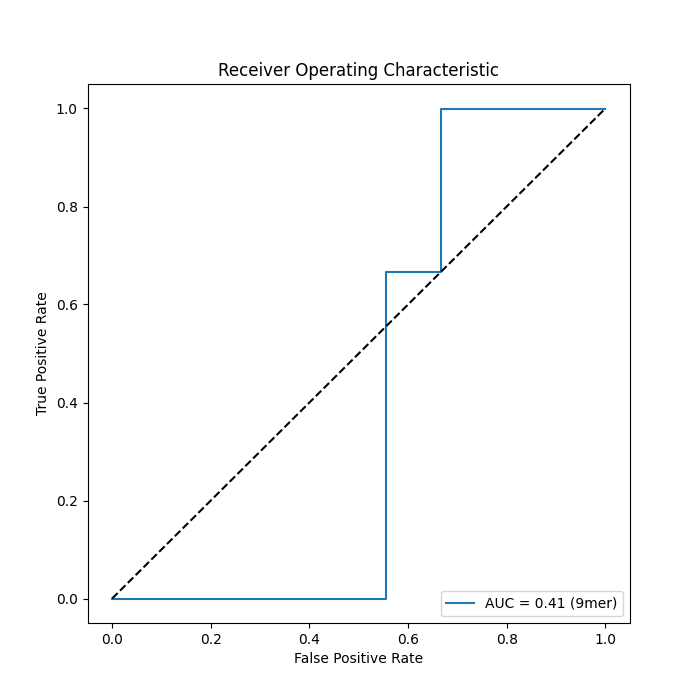 Receiver Operating Characteristic
1.0
0.8
0.6
0.4
0.2
0.0
True Positive Rate
AUC = 0.41 (9mer)
0.0 0.2 0.4 0.6 0.8 1.0
False Positive Rate